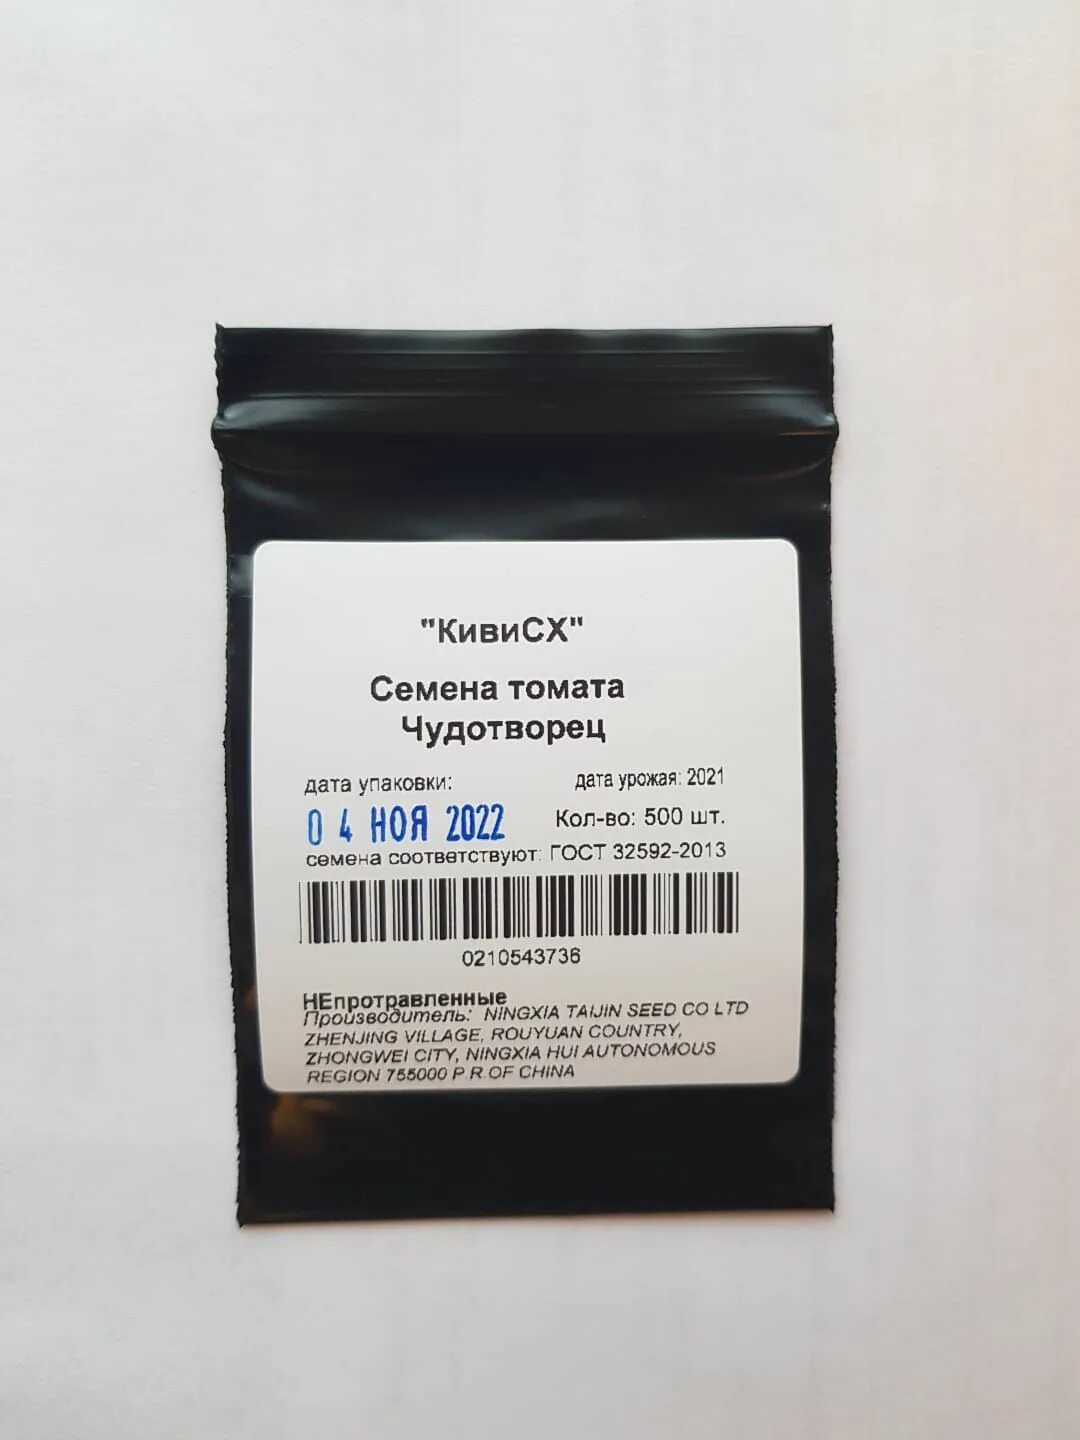 "КивиСХ"
Семена томата
Чудотворец
дата упаковки: дата урожая: 2021
04 НОЯ 2022 Кол-во: 500 шт.
семена соответствуют: ГОСТ 32592-2013
0210543736
НЕпротравленные
Производитель: NINGXIA TAIJIN SEED CO LTD
ZHENJING VILLAGE, ROUYUAN COUNTRY,
ZHONGWEI CITY, NINGXIA HUI AUTONOMOUS
REGION 755000 P.R.OF CHINA